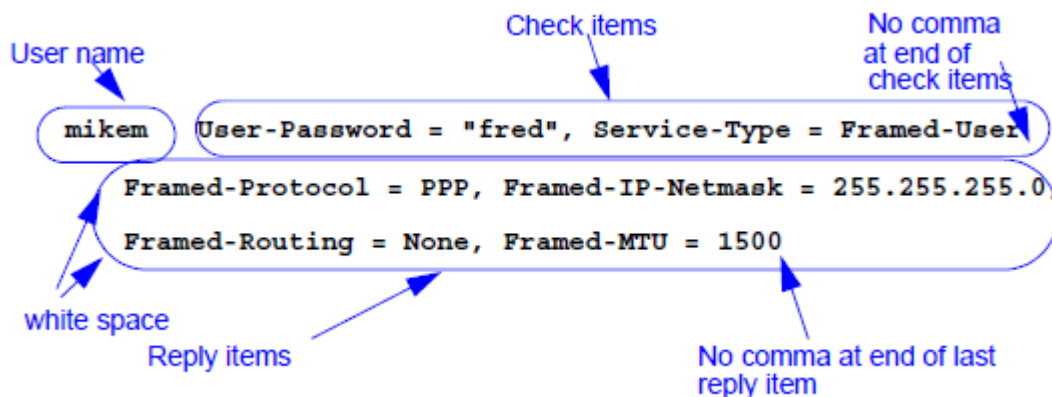 Check items
No comma
at end of
check items
User name
mikem User-Password = "fred", Service-Type = Framed-User
Framed-Protocol = PPP, Framed-IP-Netmask = 255.255.255.0,
Framed-Routing = None, Framed-MTU = 1500
white space
Reply items
No comma at end of last
reply item